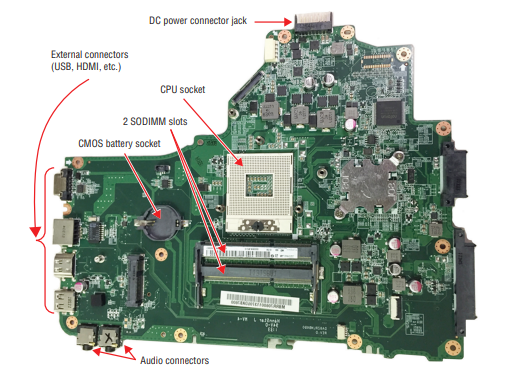 DC power connector jack
External connectors
(USB, HDMI, etc.)
CPU socket
2 SODIMM slots
CMOS battery socket
Audio connectors